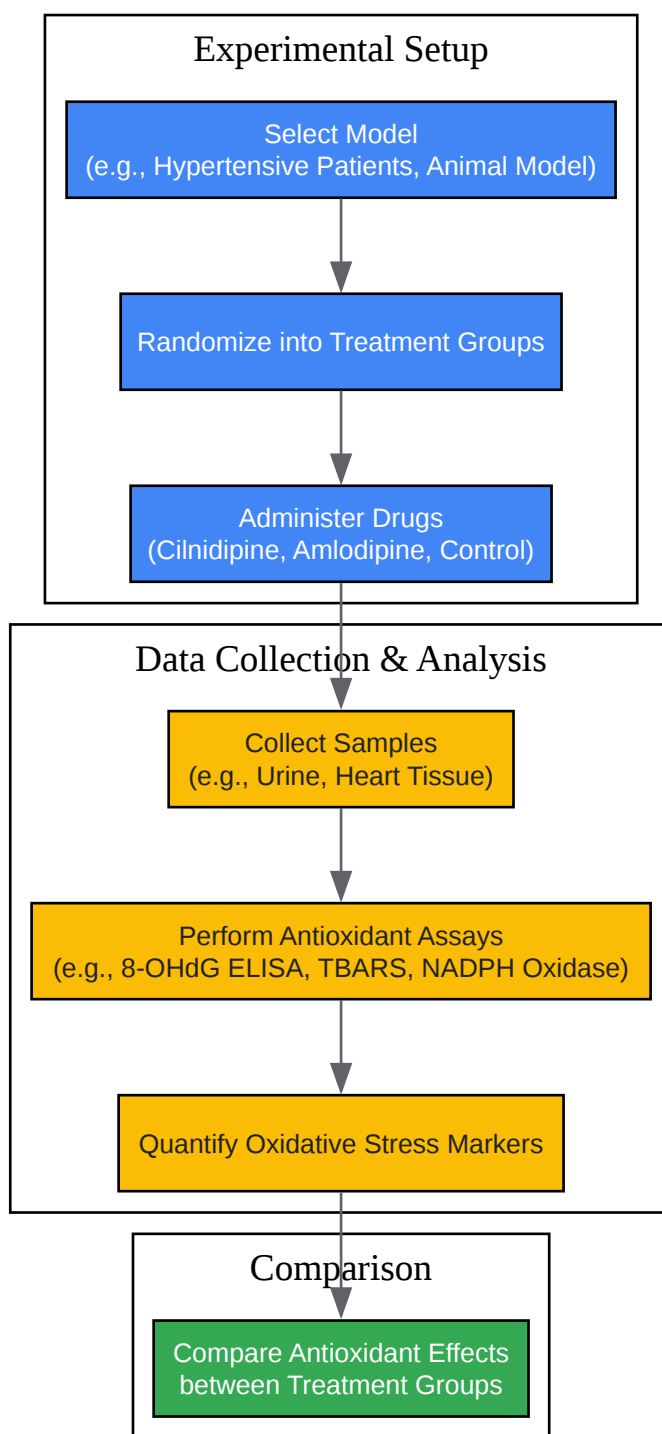 Experimental Setup
Select Model
(e.g., Hypertensive Patients, Animal Model)
Randomize into Treatment Groups
Administer Drugs
(Cilnidipine, Amlodipine, Control)
Data Collection & Analysis
Collect Samples
(e.g., Urine, Heart Tissue)
Perform Antioxidant Assays
(e.g., 8-OHdG ELISA, TBARS, NADPH Oxidase)
Quantify Oxidative Stress Markers
Comparison
Compare Antioxidant Effects
between Treatment Groups